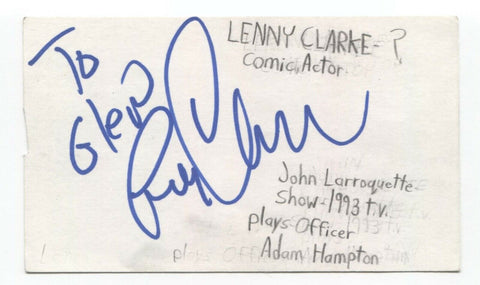 To
Glen
LENNY CLARKE - ?
Comic, Actor
John Larroquette
Show - 1993 t.v.
plays Officer
Adam Hampton